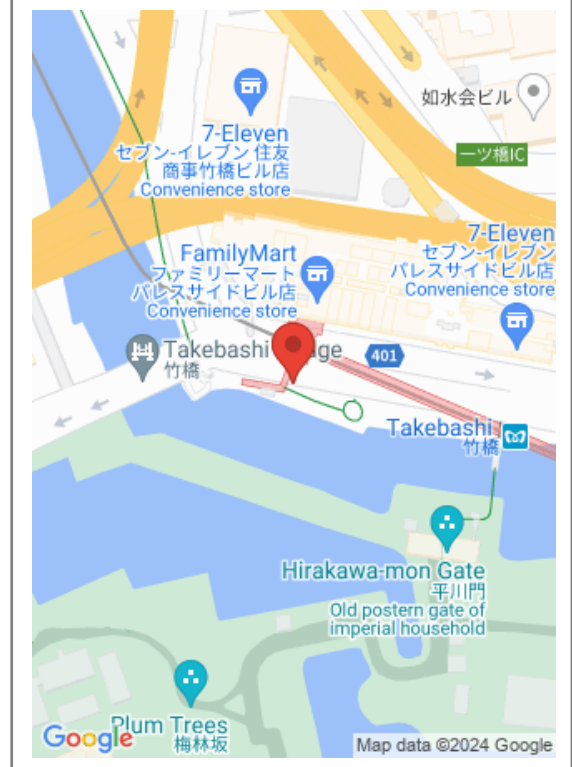 如水会ビル
7-Eleven
セブン-イレブン 住友
商事竹橋ビル店
Convenience store
一ツ橋IC
7-Eleven
セブン-イレブン
パレスサイドビル店
Convenience store
FamilyMart
ファミリーマート
パレスサイドビル店
Convenience store
Takebashi
竹橋
401
Takebashi
竹橋
Hirakawa-mon Gate
平川門
Old postern gate of
imperial household
Plum Trees
梅林坂
Google
Map data ©2024 Google